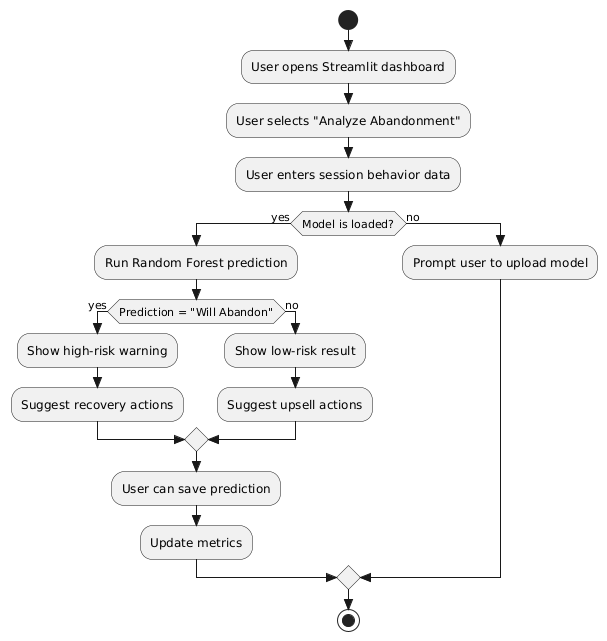 User opens Streamlit dashboard
User selects "Analyze Abandonment"
User enters session behavior data
yes
Model is loaded?
no
Run Random Forest prediction
Prompt user to upload model
yes
Prediction = "Will Abandon"
no
Show high-risk warning
Show low-risk result
Suggest recovery actions
Suggest upsell actions
User can save prediction
Update metrics